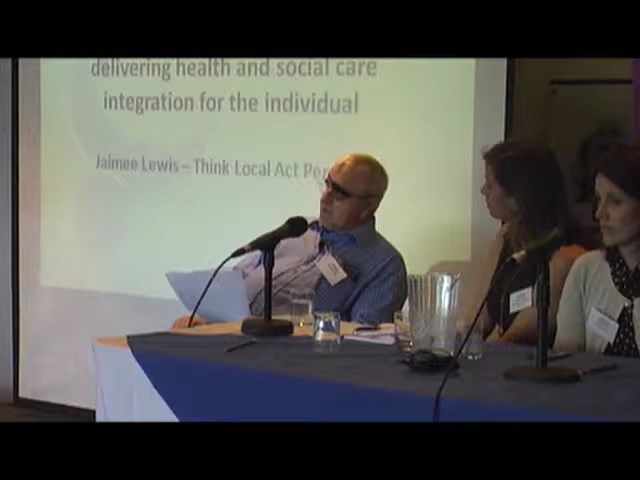 delivering health and social care
integration for the individual
Jaimee Lewis – Think Local Act